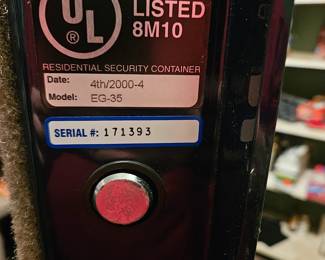 UL
®
LISTED
8M10
RESIDENTIAL SECURITY CONTAINER
Date: 4th/2000-4
Model: EG-35
SERIAL #: 171393